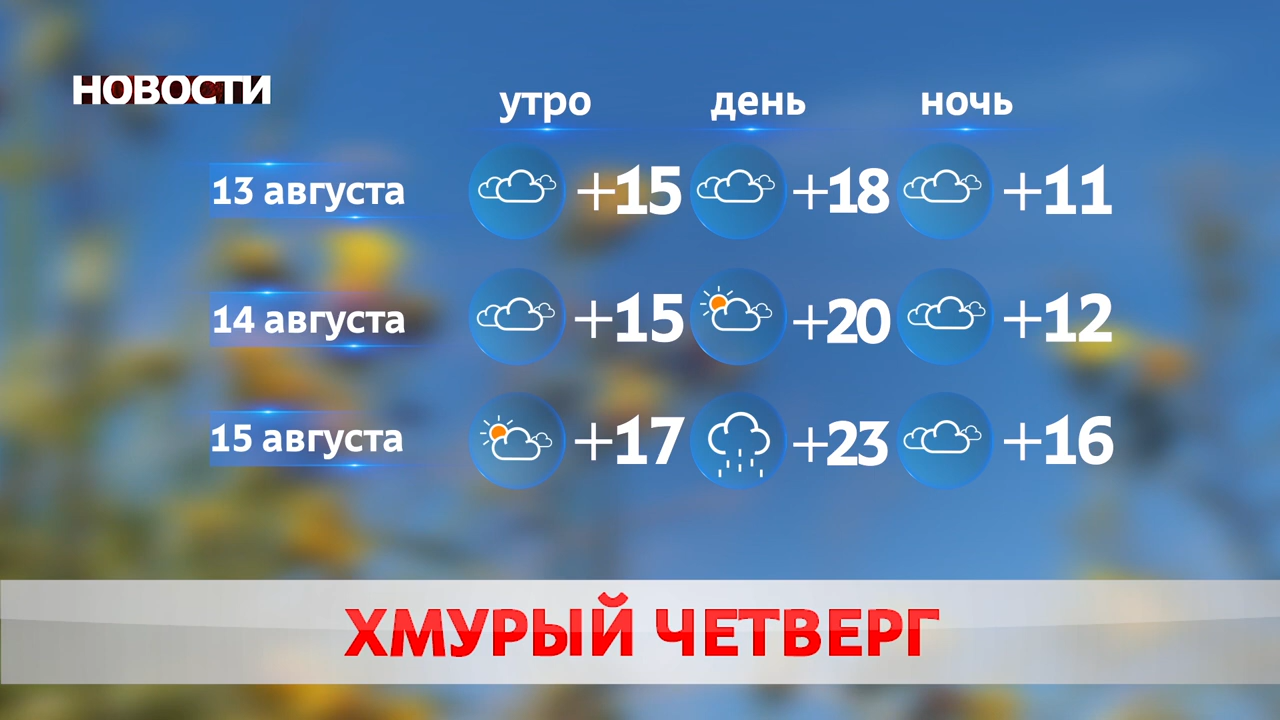 НОВОСТИ
утро день ночь
13 августа +15 +18 +11
14 августа +15 +20 +12
15 августа +17 +23 +16
ХМУРЫЙ ЧЕТВЕРГ